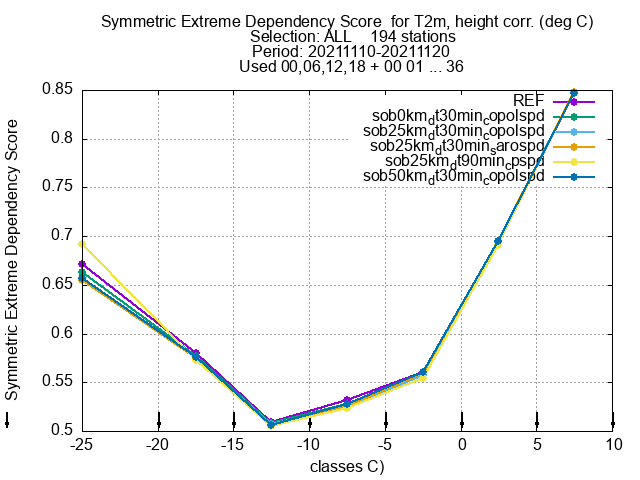 Symmetric Extreme Dependency Score  for T2m, height corr. (deg C)
Selection: ALL    194 stations
Period: 20211110-20211120
Used 00,06,12,18 + 00 01 ... 36
Symmetric Extreme Dependency Score
0.85
0.8
0.75
0.7
0.65
0.6
0.55
0.5
REF
sob0km_dt30min_copolspd
sob25km_dt30min_copolspd
sob25km_dt30min_sarospd
sob25km_dt90min_cpspd
sob50km_dt30min_copolspd
-25 -20 -15 -10 -5 0 5 10
classes C)